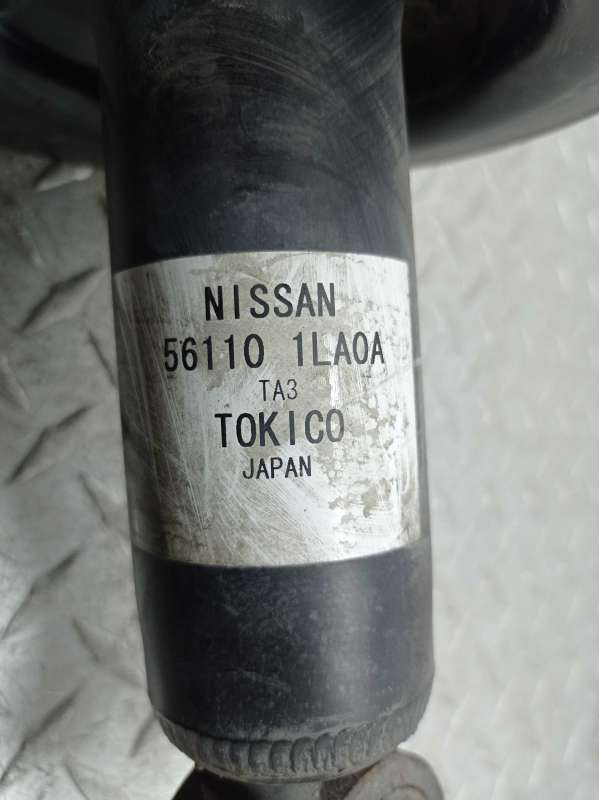 NISSAN
56110 1LA0A
TA3
TOKICO
JAPAN